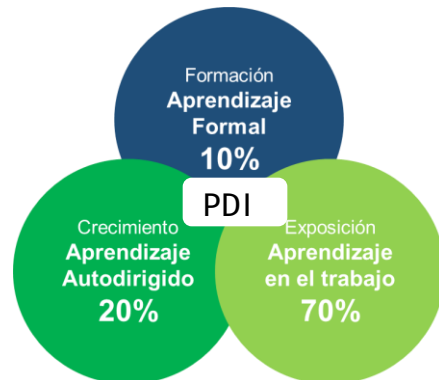 Formación
Aprendizaje
Formal
10%
PDI
Crecimiento
Aprendizaje
Autodirigido
20%
Exposición
Aprendizaje
en el trabajo
70%